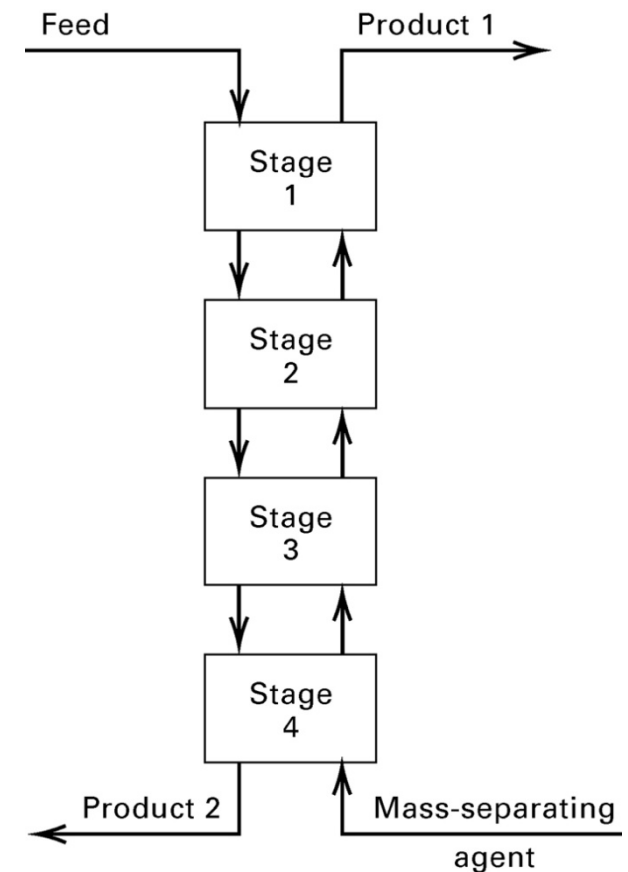 Feed
Product 1
Stage
1
Stage
2
Stage
3
Stage
4
Product 2
Mass-separating
agent